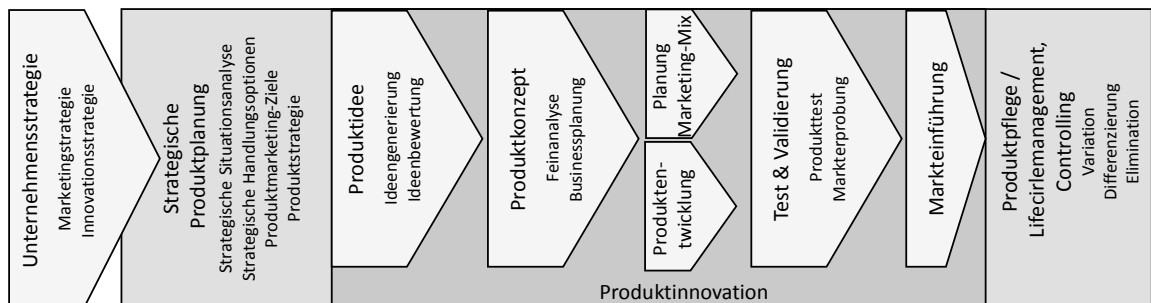 Unternehmensstrategie
Marketingstrategie
Innovationsstrategie
Strategische
Produktplanung
Strategische Situationsanalyse
Strategische Handlungsoptionen
Produktmarketing-Ziele
Produktstrategie
Produktidee
Ideengenerierung
Ideenbewertung
Produktkonzept
Feinanalyse
Businessplanung
Planung
Marketing-Mix
Produkten-
twicklung
Test & Validierung
Produkttest
Markterprobung
Markteinführung
Produktpflege /
Lifecirlemanagement,
Controlling
Variation
Differenzierung
Elimination
Produktinnovation